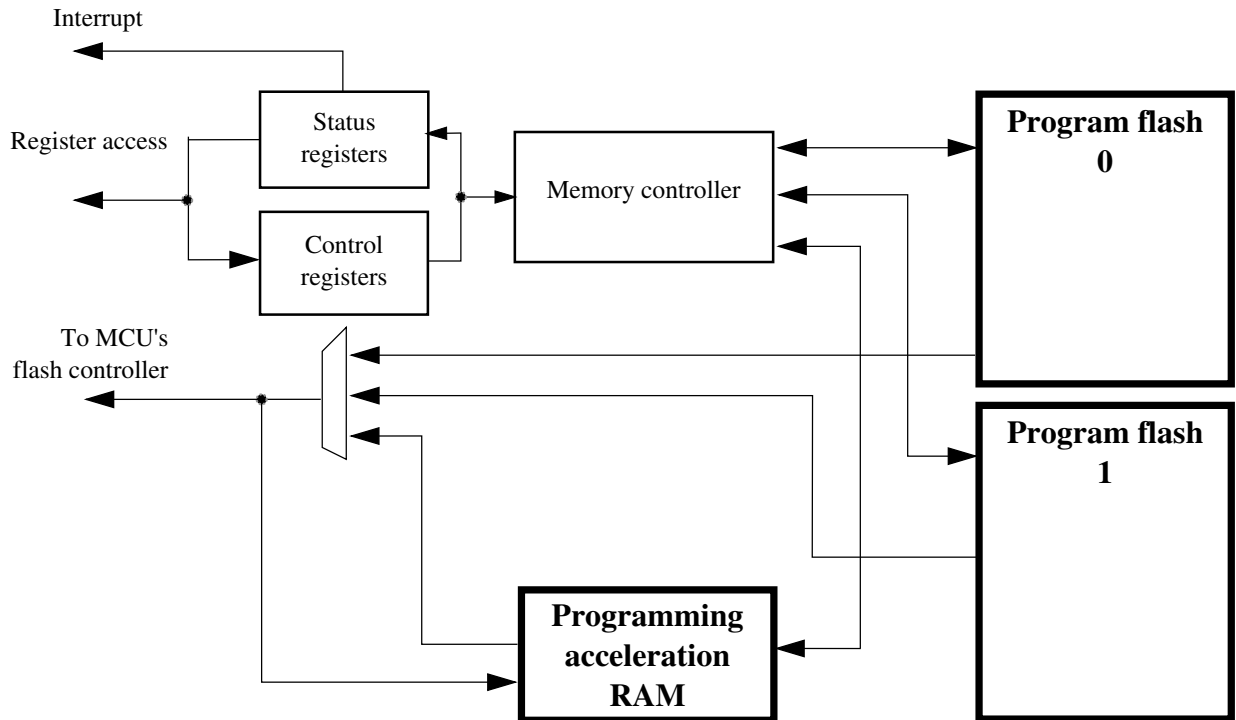 Interrupt
Status
registers
Register access
Control
registers
Memory controller
Program flash
0
To MCU's
flash controller
Program flash
1
Programming
acceleration
RAM